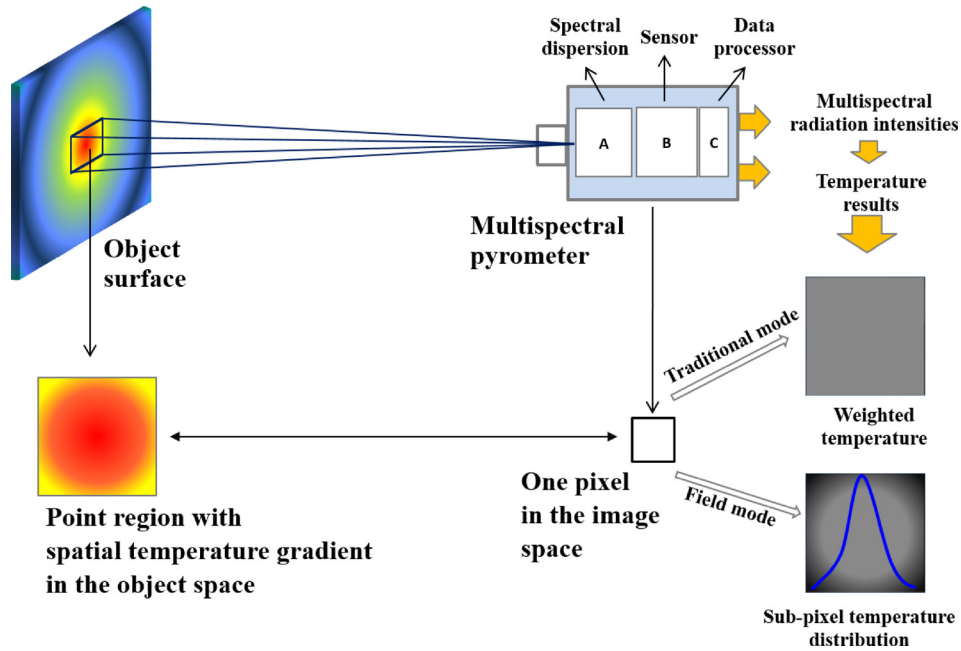 Spectral
dispersion
Sensor
Data
processor
A
B
C
Multispectral
radiation intensities
Temperature
results
Object
surface
Multispectral
pyrometer
Traditional mode
Weighted
temperature
Point region with
spatial temperature gradient
in the object space
One pixel
in the image
space
Field mode
Sub-pixel temperature
distribution